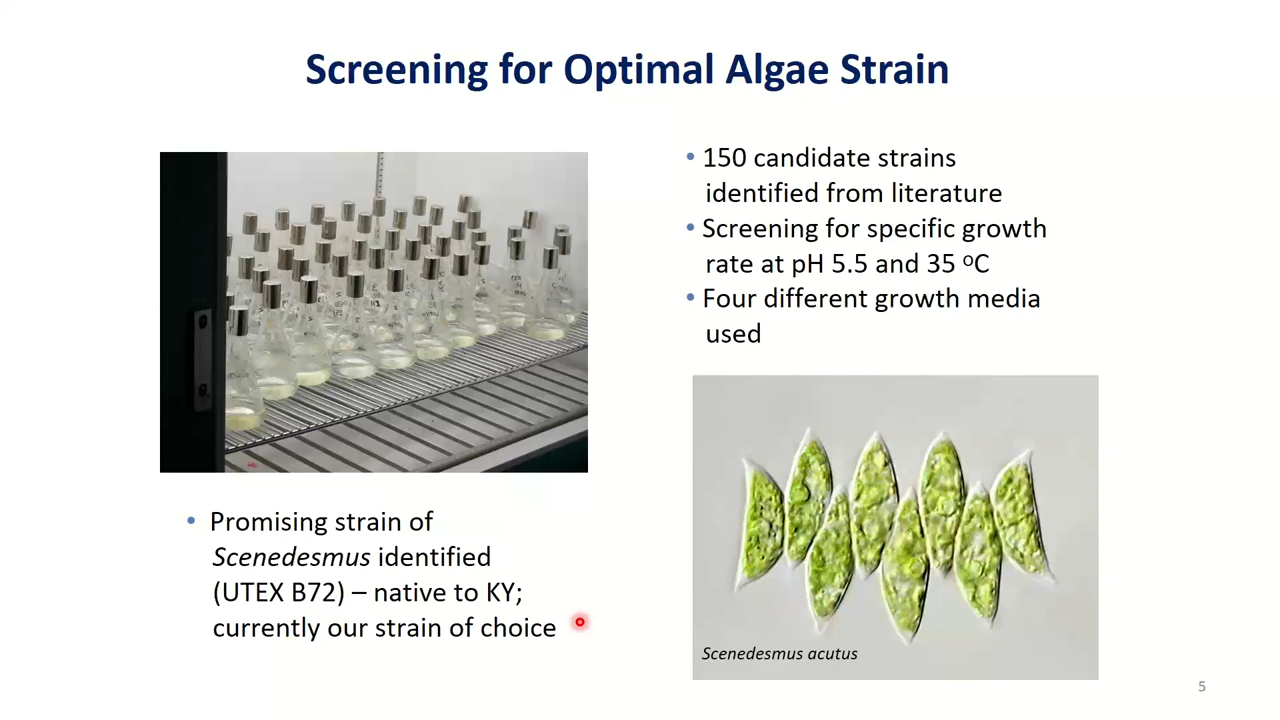 Screening for Optimal Algae Strain
• 150 candidate strains
identified from literature
• Screening for specific growth
rate at pH 5.5 and 35 ᵒC
• Four different growth media
used
• Promising strain of
Scenedesmus identified
(UTEX B72) – native to KY;
currently our strain of choice
Scenedesmus acutus
5